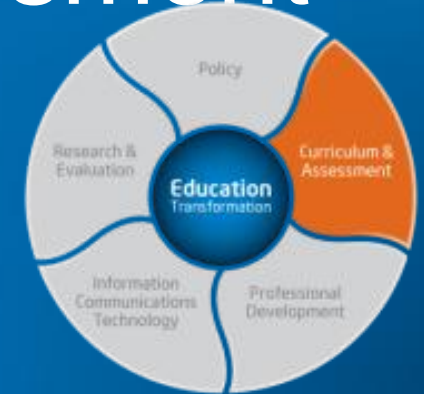 Policy
Curriculum &
Assessment
Research &
Evaluation
Education
Transformation
Information
Communications
Technology
Professional
Development